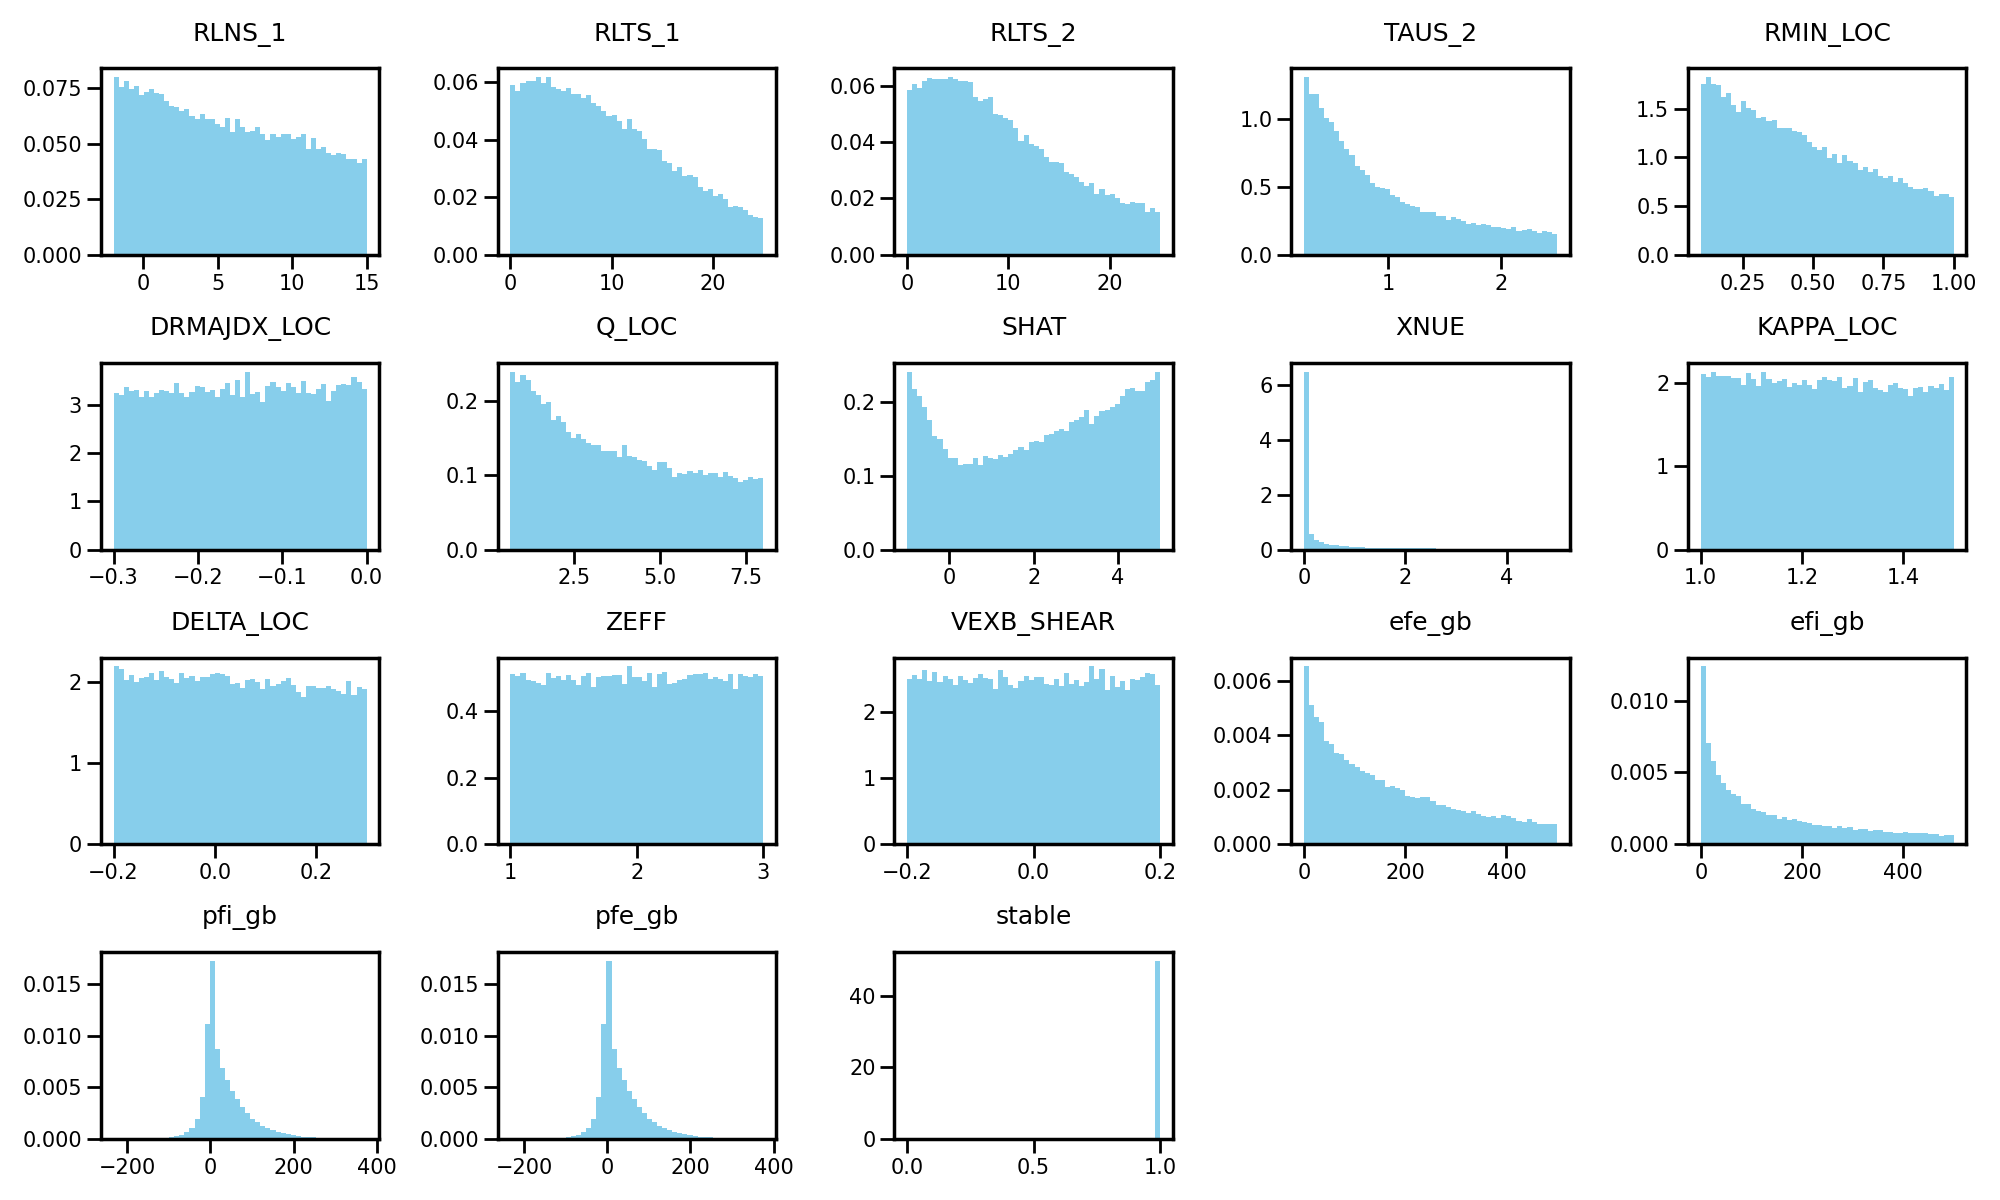 RLNS_1 RLTS_1 RLTS_2 TAUS_2 RMIN_LOC
0.075 0.06 0.06 1.0 1.5
0.050 0.04 0.04 0.5 1.0
0.025 0.02 0.02 0.5
0.000 0.00 0.00 0.0 0.0
0 5 10 15 0 10 20 0 10 20 1 2 0.25 0.50 0.75 1.00
DRMAJDX_LOC Q_LOC SHAT XNUE KAPPA_LOC
3 0.2 0.2 6 2
2 0.1 0.1 4 1
1 2
0 0.0 0.0 0 0
−0.3 −0.2 −0.1 0.0 2.5 5.0 7.5 0 2 4 0 2 4 1.0 1.2 1.4
DELTA_LOC ZEFF VEXB_SHEAR efe_gb efi_gb
2 0.4 2 0.006 0.010
1 0.2 1 0.004 0.005
0.002
0 0.0 0 0.000 0.000
−0.2 0.0 0.2 1 2 3 −0.2 0.0 0.2 0 200 400 0 200 400
pfi_gb pfe_gb stable
0.015 0.015 40
0.010 0.010 20
0.005 0.005
0.000 0.000 0
−200 0 200 400 −200 0 200 400 0.0 0.5 1.0